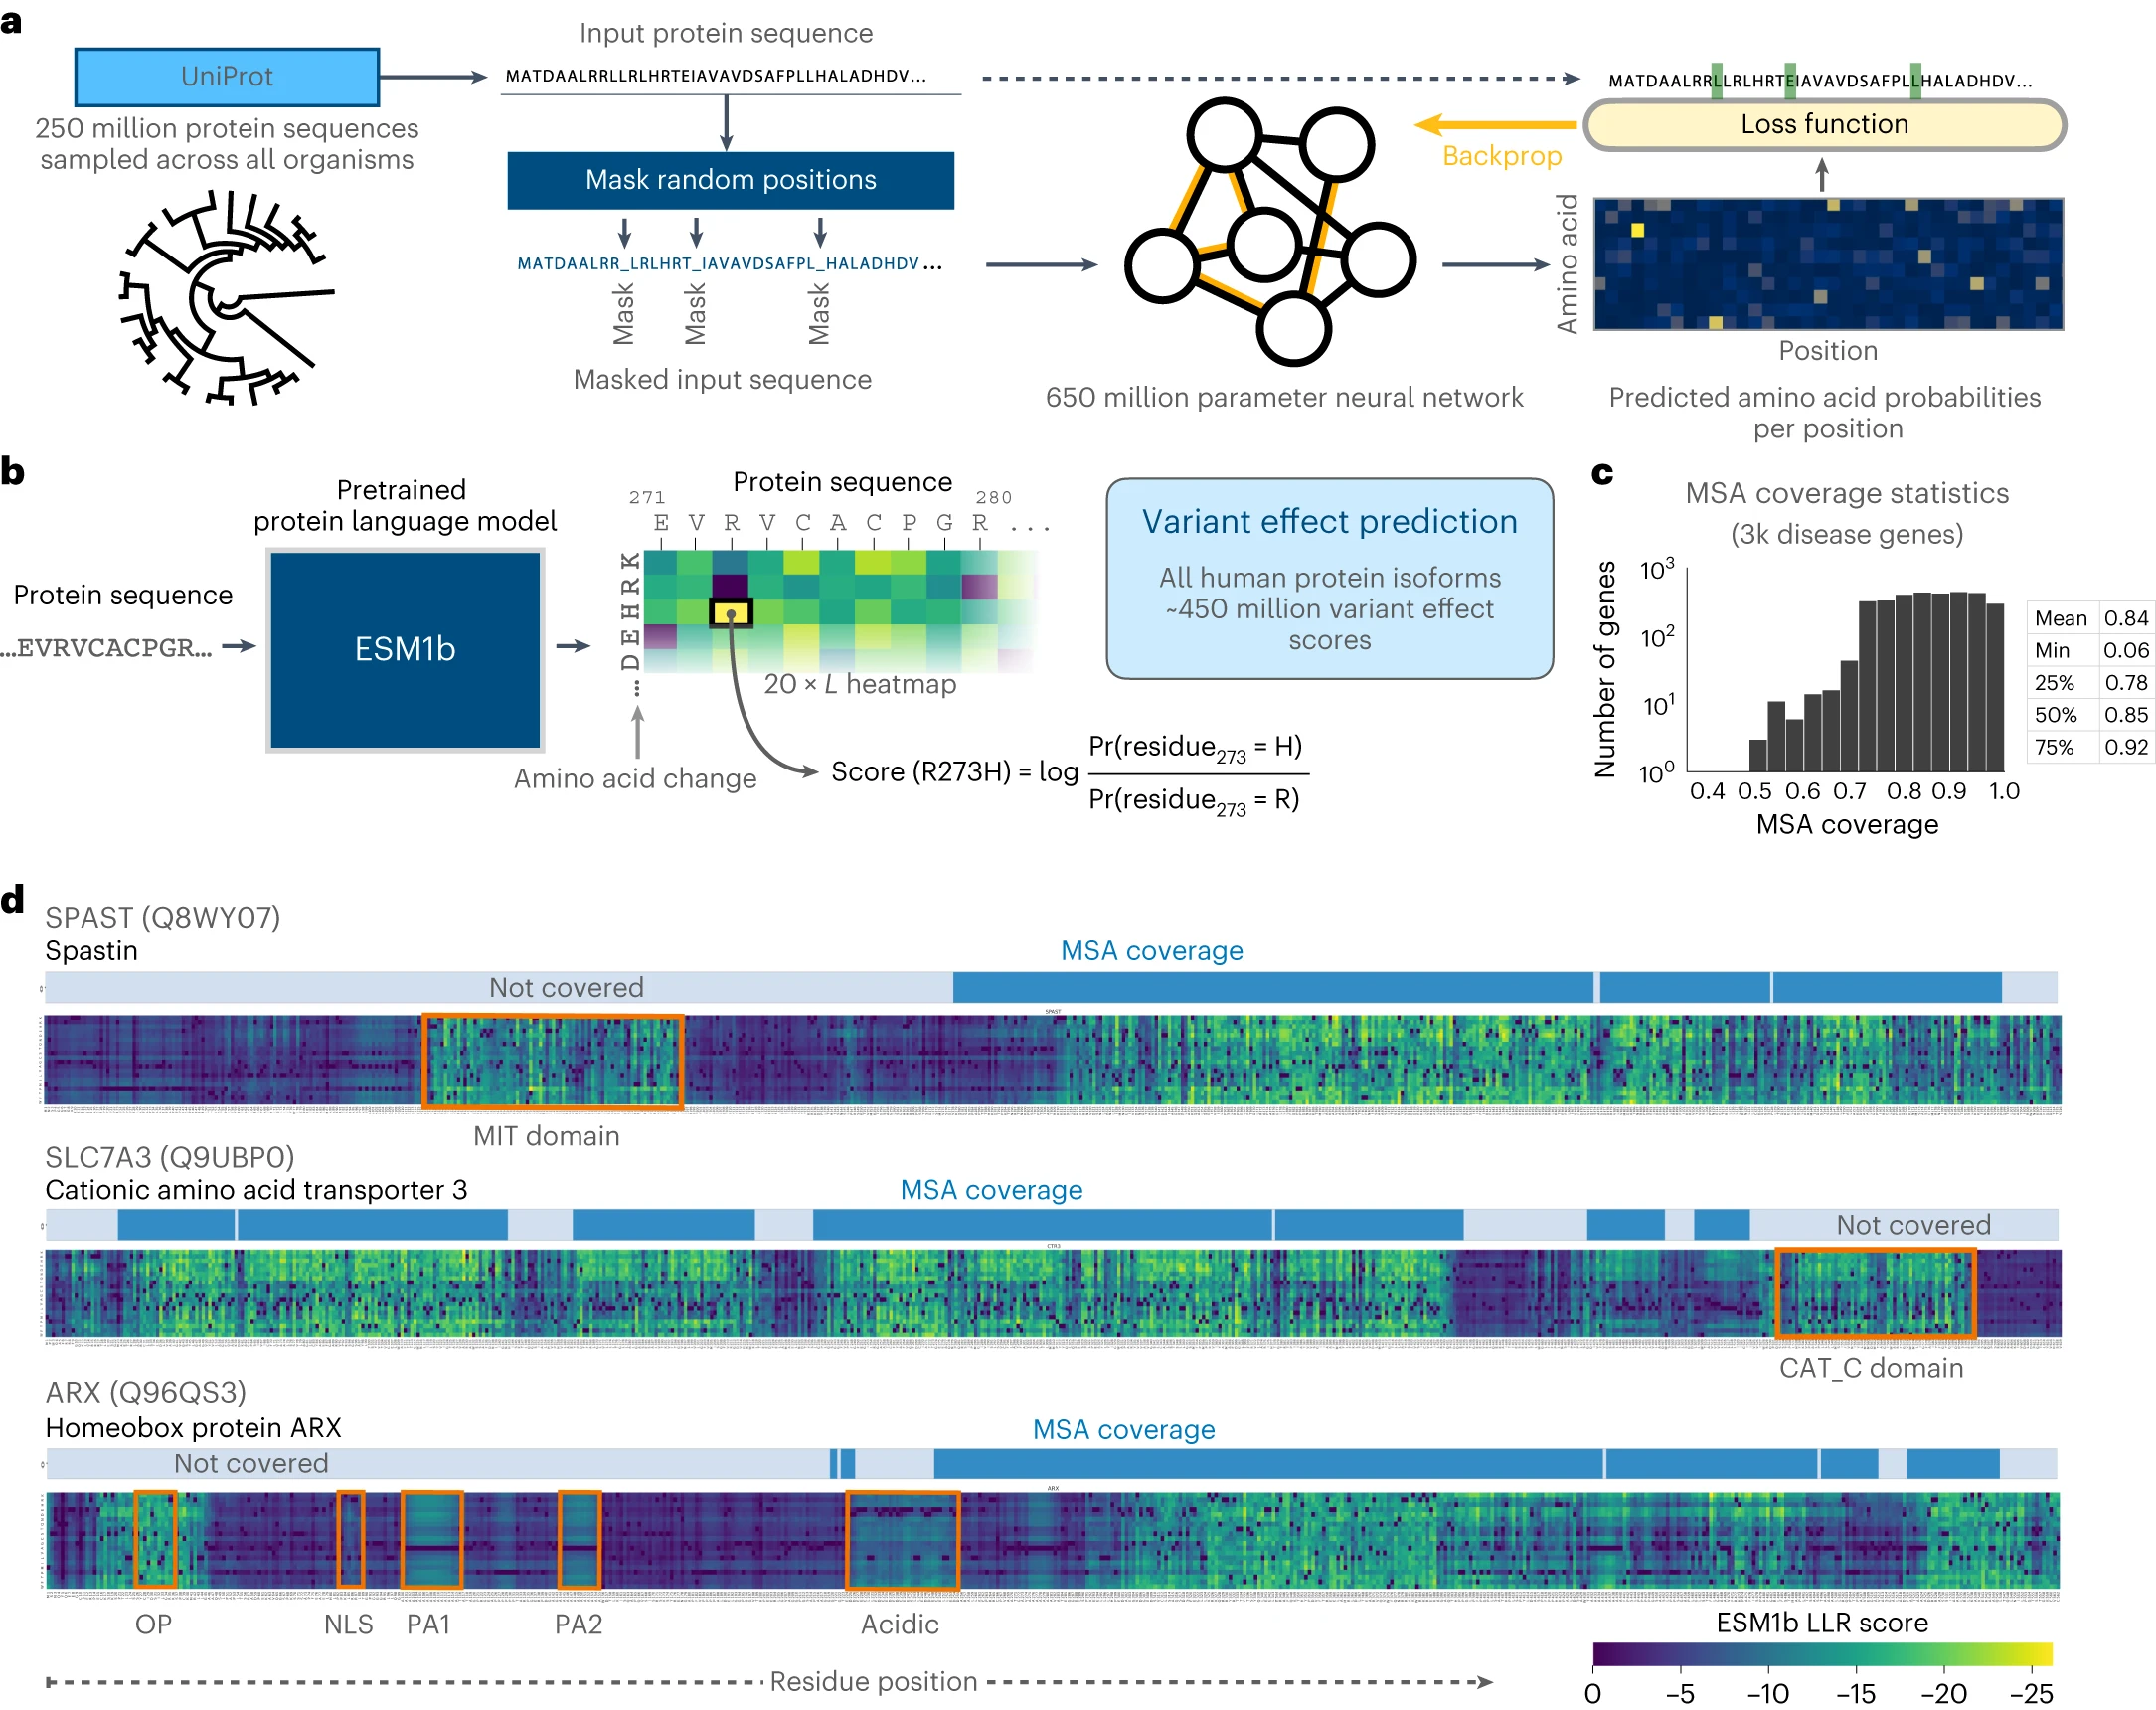 a
Input protein sequence
UniProt
MATDAALRRLLRLHRTEIAVAVDSAFPLLHALADHDV...
MATDAALRRLLRLHRTEIAVAVDSAFPLLHALADHDV...
250 million protein sequences
sampled across all organisms
Mask random positions
Loss function
Backprop
MATDAALRR_LRLHRT_IAVAVDSAFPL_HALADHDV...
Mask
Mask
Mask
Masked input sequence
650 million parameter neural network
Amino acid
Position
Predicted amino acid probabilities
per position
b
Pretrained
protein language model
Protein sequence
...EVRVCACPGR...
ESM1b
Protein sequence
271
280
E V R V C A C P G R ...
K
R
H
E
D
...
20 × L heatmap
Amino acid change
Score (R273H) = log Pr(residue273 = H)
Pr(residue273 = R)
Variant effect prediction
All human protein isoforms
~450 million variant effect
scores
c
MSA coverage statistics
(3k disease genes)
Number of genes
10³
10²
10¹
10⁰
0.4 0.5 0.6 0.7 0.8 0.9 1.0
MSA coverage
Mean 0.84
Min 0.06
25% 0.78
50% 0.85
75% 0.92
d
SPAST (Q8WY07)
Spastin
MSA coverage
Not covered
SPAST
MIT domain
SLC7A3 (Q9UBP0)
Cationic amino acid transporter 3
MSA coverage
Not covered
CTR3
CAT_C domain
ARX (Q96QS3)
Homeobox protein ARX
MSA coverage
Not covered
ARX
OP
NLS
PA1
PA2
Acidic
Residue position
ESM1b LLR score
0 –5 –10 –15 –20 –25